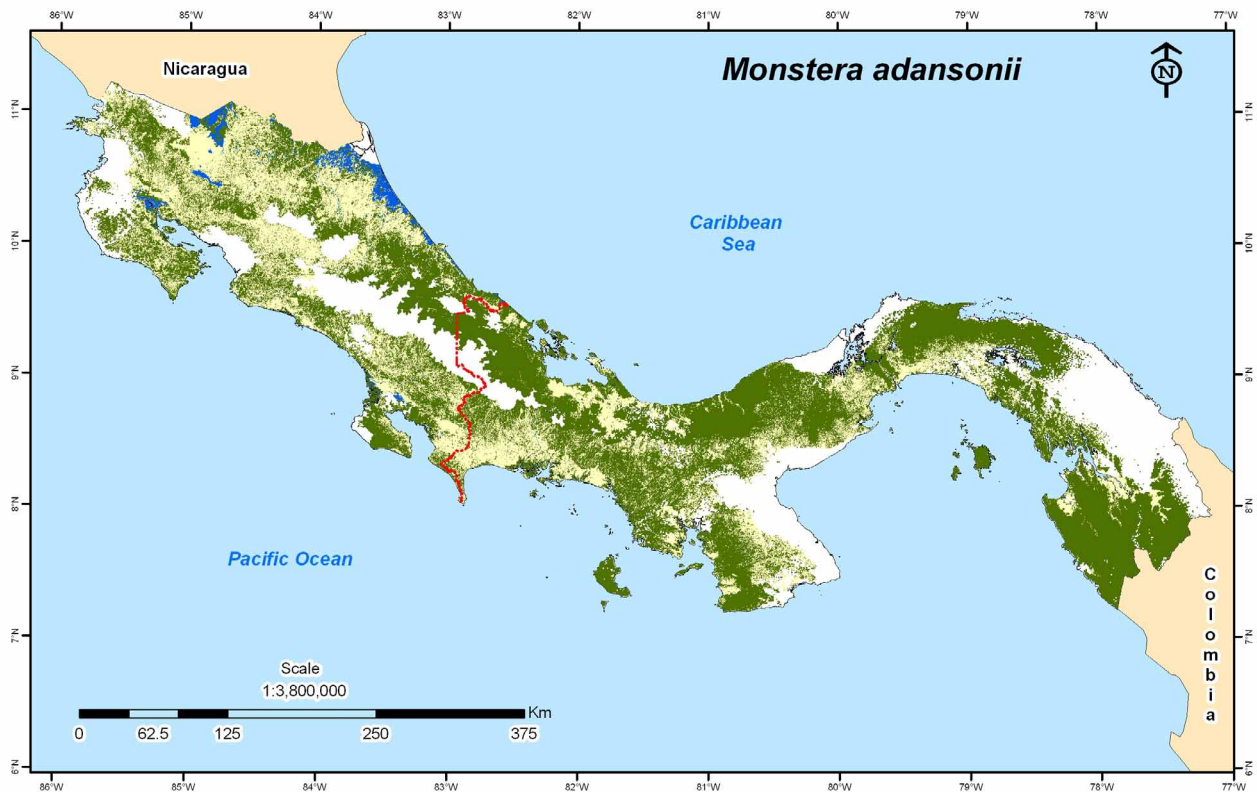 86°W 85°W 84°W 83°W 82°W 81°W 80°W 79°W 78°W 77°W
Nicaragua
Monstera adansonii
N
11°N 11°N
Caribbean
Sea
10°N 10°N
9°N 9°N
8°N 8°N
Pacific Ocean
Colombia
7°N 7°N
Scale
1:3,800,000
Km
0 62.5 125 250 375
6°N 6°N
86°W 85°W 84°W 83°W 82°W 81°W 80°W 79°W 78°W 77°W